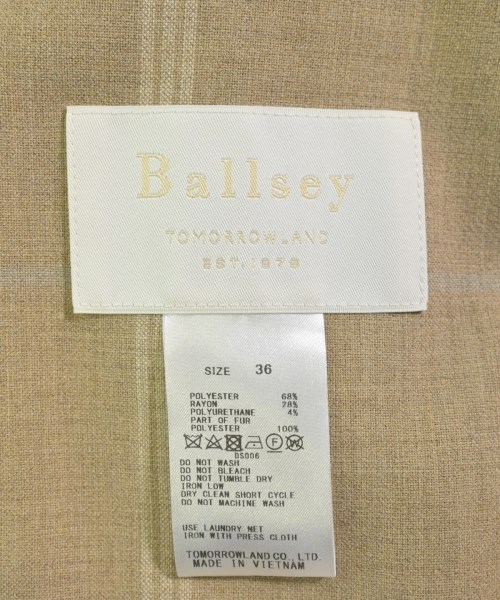 Ballsey
TOMORROWLAND
EST.1978
SIZE 36
POLYESTER 68%
RAYON 28%
POLYURETHANE 4%
PART OF FUR
POLYESTER 100%
DS006
DO NOT WASH
DO NOT BLEACH
DO NOT TUMBLE DRY
IRON LOW
DRY CLEAN SHORT CYCLE
DO NOT MACHINE WASH
USE LAUNDRY NET
IRON WITH PRESS CLOTH
TOMORROWLAND CO., LTD.
MADE IN VIETNAM